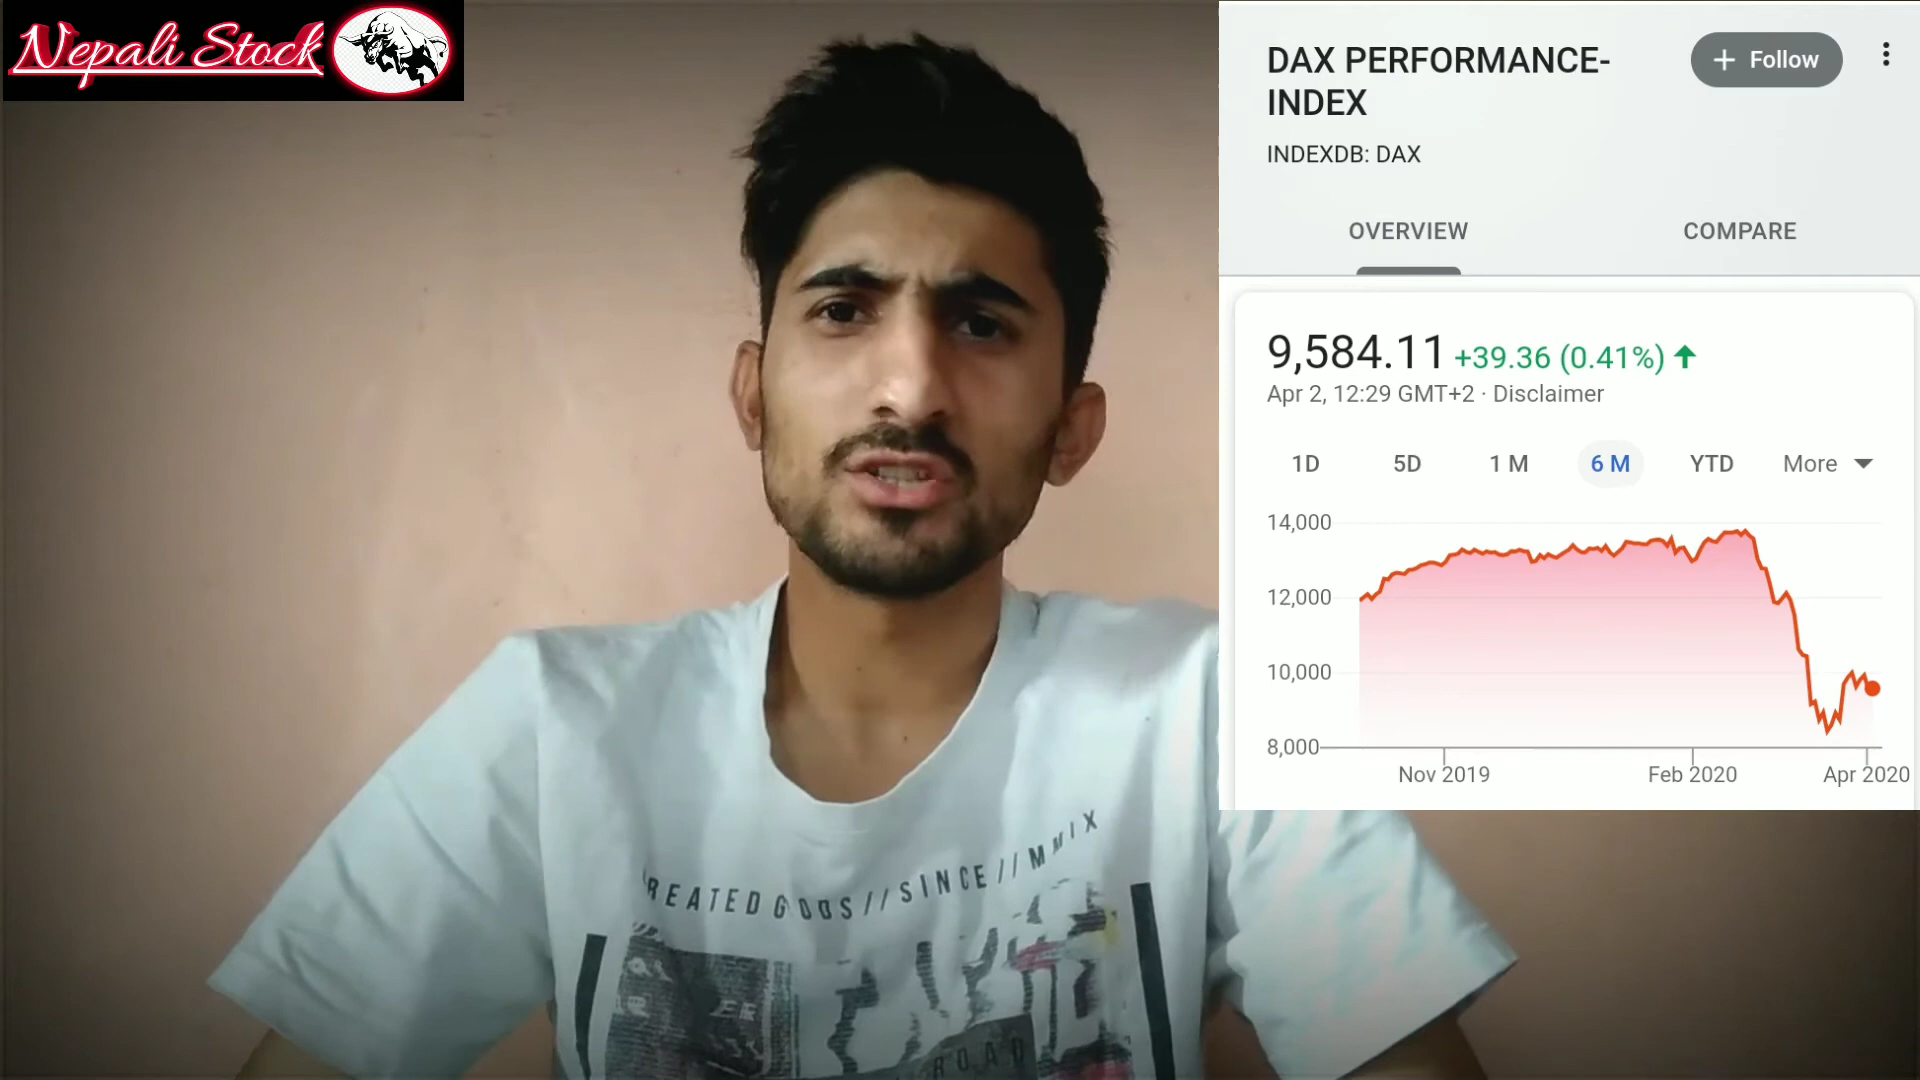 Nepali Stock
DAX PERFORMANCE-
INDEX
+ Follow
INDEXDB: DAX
OVERVIEW
COMPARE
9,584.11 +39.36 (0.41%)
Apr 2, 12:29 GMT+2 · Disclaimer
1D 5D 1 M 6 M YTD More
14,000
12,000
10,000
8,000
Nov 2019 Feb 2020 Apr 2020
REATED GOODS // SINCE // MMIX
ROAD